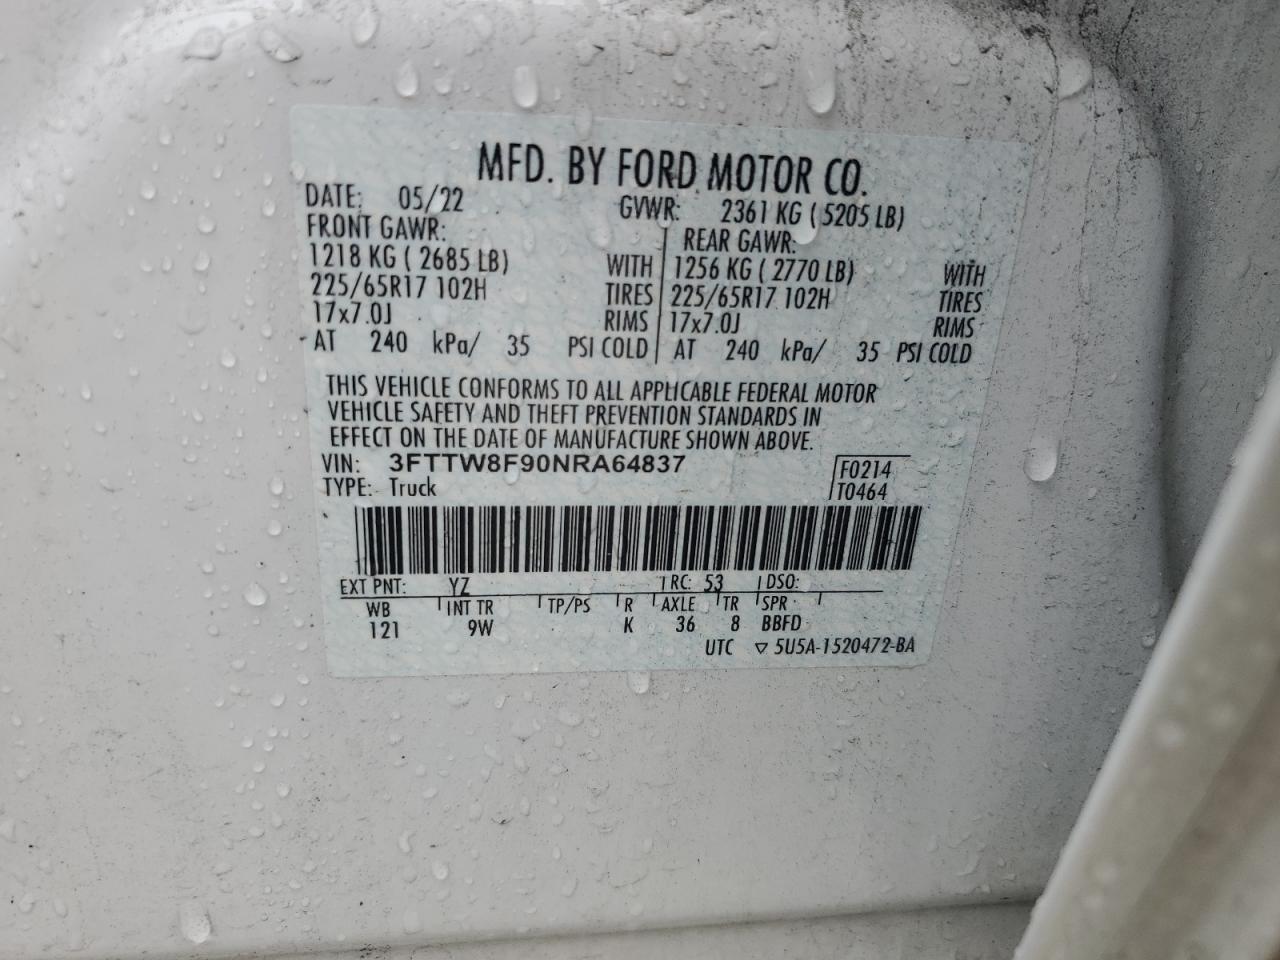 MFD. BY FORD MOTOR CO.
DATE: 05/22 GVWR: 2361 KG ( 5205 LB)
FRONT GAWR: REAR GAWR:
1218 KG ( 2685 LB) WITH 1256 KG ( 2770 LB) WITH
225/65R17 102H TIRES 225/65R17 102H TIRES
17x7.0J RIMS 17x7.0J RIMS
AT 240 kPa/ 35 PSI COLD AT 240 kPa/ 35 PSI COLD
THIS VEHICLE CONFORMS TO ALL APPLICABLE FEDERAL MOTOR
VEHICLE SAFETY AND THEFT PREVENTION STANDARDS IN
EFFECT ON THE DATE OF MANUFACTURE SHOWN ABOVE.
VIN: 3FTTW8F90NRA64837 F0214
TYPE: Truck T0464
EXT PNT: YZ RC: 53 DSO:
WB INT TR TP/PS R AXLE TR SPR
121 9W K 36 8 BBFD
UTC ▽ 5U5A-1520472-BA